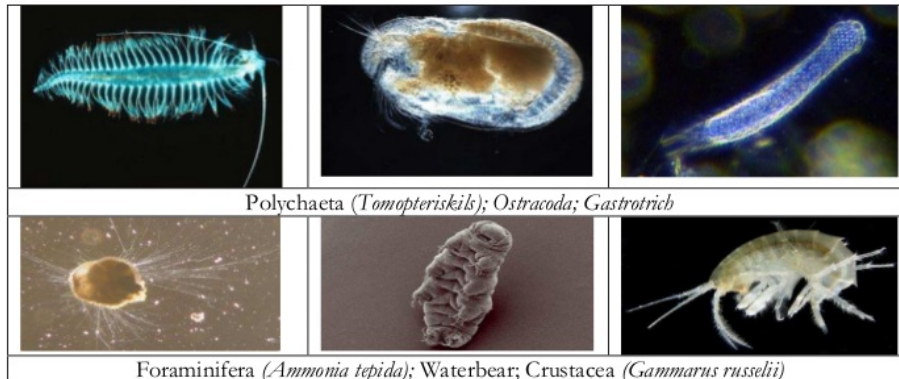 Polychaeta (Tomopteriskils); Ostracoda; Gastrotrich
Foraminifera (Ammonia tepida); Waterbear; Crustacea (Gammarus russelii)